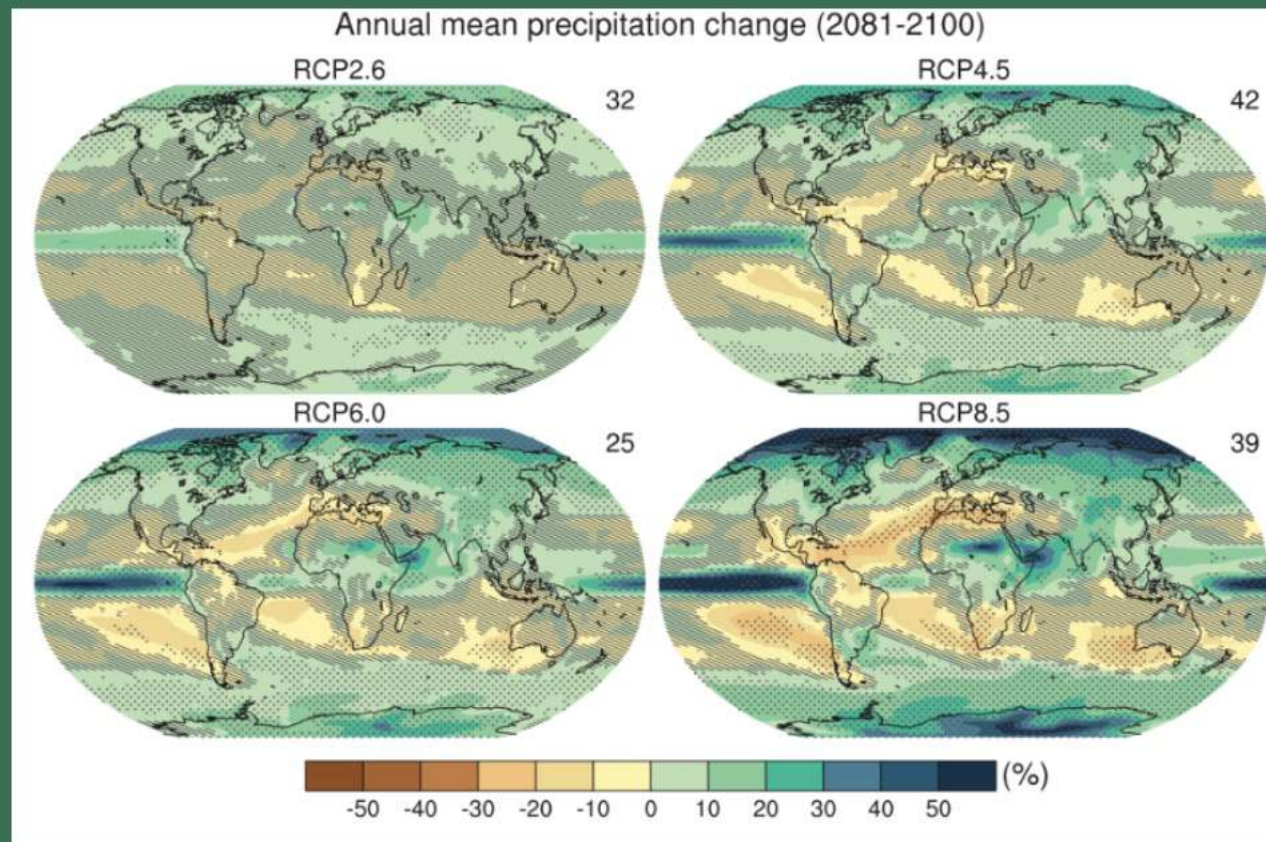 Annual mean precipitation change (2081-2100)
RCP2.6
32
RCP4.5
42
RCP6.0
25
RCP8.5
39
(%)
-50 -40 -30 -20 -10 0 10 20 30 40 50